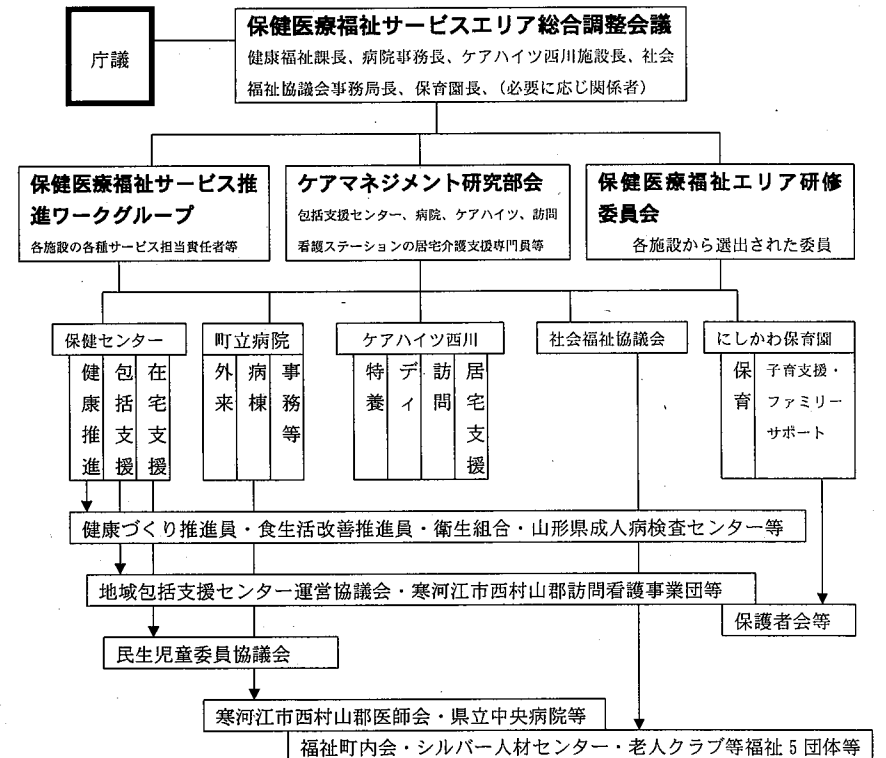 庁議
保健医療福祉サービスエリア総合調整会議
健康福祉課長、病院事務長、ケアハイツ西川施設長、社会
福祉協議会事務局長、保育園長、（必要に応じ関係者）
保健医療福祉サービス推
進ワークグループ
各施設の各種サービス担当責任者等
ケアマネジメント研究部会
包括支援センター、病院、ケアハイツ、訪問
看護ステーションの居宅介護支援専門員等
保健医療福祉エリア研修
委員会
各施設から選出された委員
保健センター
健康推進
包括支援
在宅支援
町立病院
外来
病棟
事務等
ケアハイツ西川
特養
デイ
訪問
居宅支援
社会福祉協議会
にしかわ保育園
保育
子育支援・
ファミリー
サポート
健康づくり推進員・食生活改善推進員・衛生組合・山形県成人病検査センター等
地域包括支援センター運営協議会・寒河江市西村山郡訪問看護事業団等
保護者会等
民生児童委員協議会
寒河江市西村山郡医師会・県立中央病院等
福祉町内会・シルバー人材センター・老人クラブ等福祉5団体等